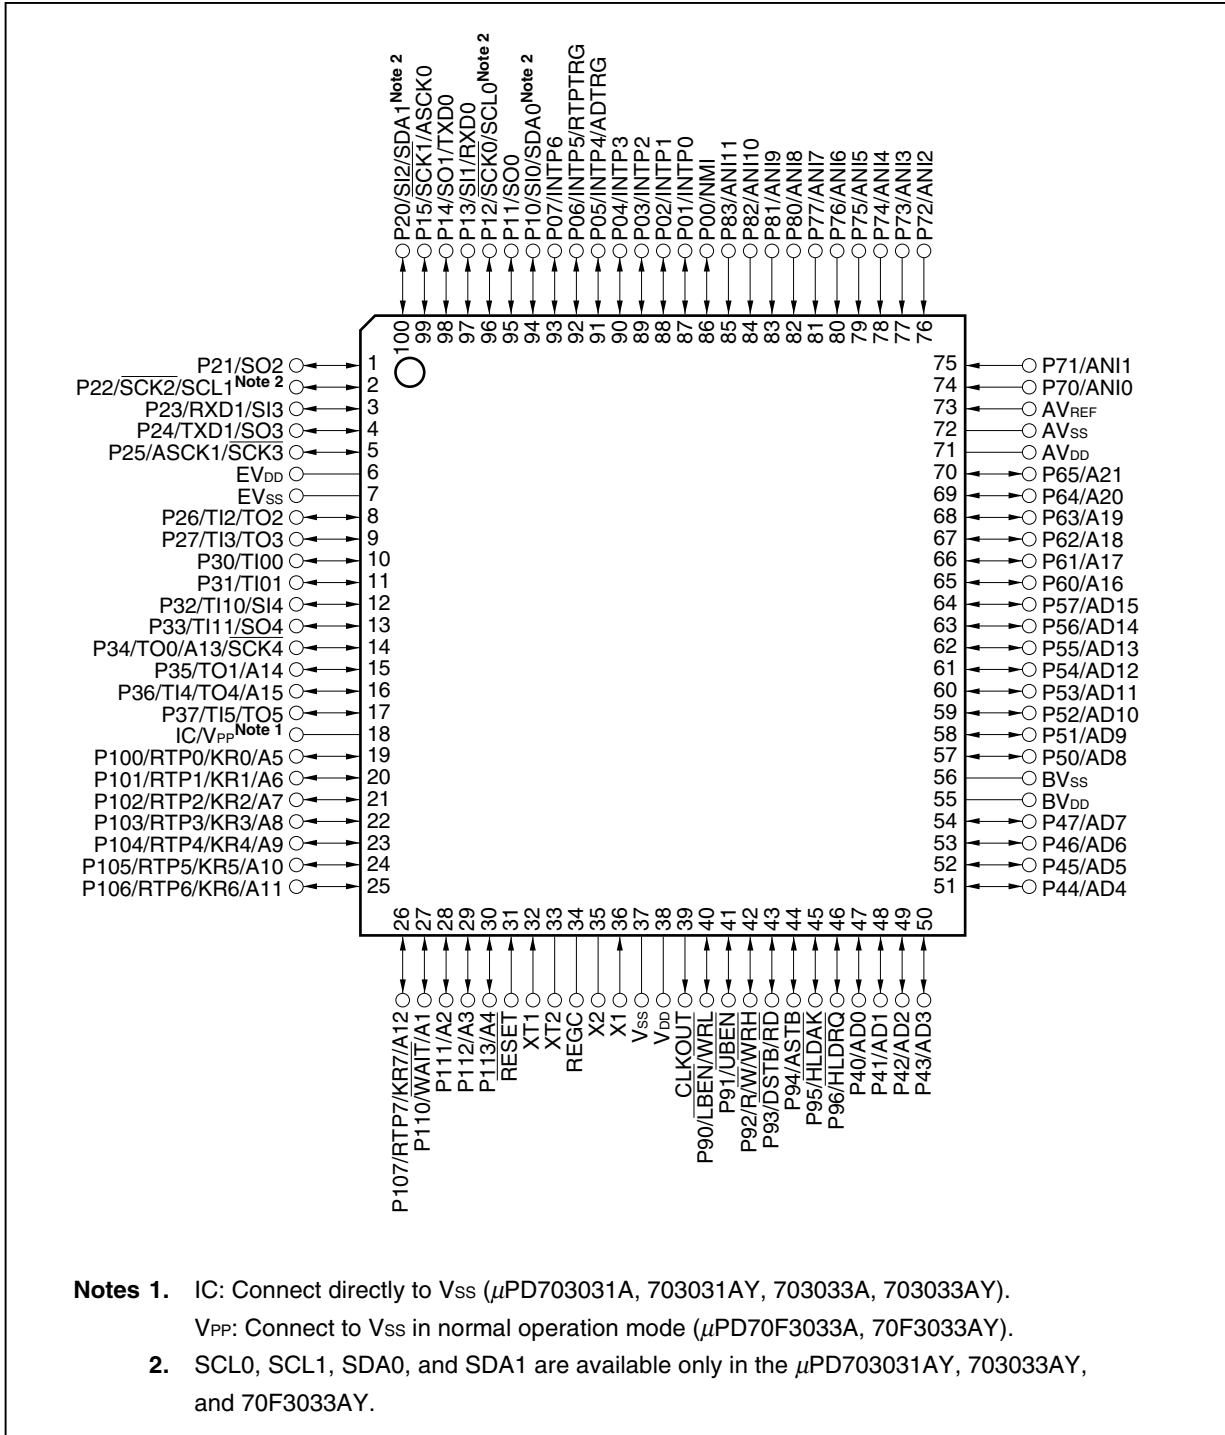 P20/SI2/SDA1Note 2
P15/SCK1/ASCK0
P14/SO1/TXD0
P13/SI1/RXD0
P12/SCK0/SCL0Note 2
P11/SO0
P10/SI0/SDA0Note 2
P07/INTP6
P06/INTP5/RTPTRG
P05/INTP4/ADTRG
P04/INTP3
P03/INTP2
P02/INTP1
P01/INTP0
P00/NMI
P83/ANI11
P82/ANI10
P81/ANI9
P80/ANI8
P77/ANI7
P76/ANI6
P75/ANI5
P74/ANI4
P73/ANI3
P72/ANI2
100 99 98 97 96 95 94 93 92 91 90 89 88 87 86 85 84 83 82 81 80 79 78 77 76
P21/SO2 1
P22/SCK2/SCL1Note 2 2
P23/RXD1/SI3 3
P24/TXD1/SO3 4
P25/ASCK1/SCK3 5
EVDD 6
EVSS 7
P26/TI2/TO2 8
P27/TI3/TO3 9
P30/TI00 10
P31/TI01 11
P32/TI10/SI4 12
P33/TI11/SO4 13
P34/TO0/A13/SCK4 14
P35/TO1/A14 15
P36/TI4/TO4/A15 16
P37/TI5/TO5 17
IC/VPPNote 1 18
P100/RTP0/KR0/A5 19
P101/RTP1/KR1/A6 20
P102/RTP2/KR2/A7 21
P103/RTP3/KR3/A8 22
P104/RTP4/KR4/A9 23
P105/RTP5/KR5/A10 24
P106/RTP6/KR6/A11 25
75 P71/ANI1
74 P70/ANI0
73 AVREF
72 AVSS
71 AVDD
70 P65/A21
69 P64/A20
68 P63/A19
67 P62/A18
66 P61/A17
65 P60/A16
64 P57/AD15
63 P56/AD14
62 P55/AD13
61 P54/AD12
60 P53/AD11
59 P52/AD10
58 P51/AD9
57 P50/AD8
56 BVSS
55 BVDD
54 P47/AD7
53 P46/AD6
52 P45/AD5
51 P44/AD4
26 27 28 29 30 31 32 33 34 35 36 37 38 39 40 41 42 43 44 45 46 47 48 49 50
P107/RTP7/KR7/A12
P110/WAIT/A1
P111/A2
P112/A3
P113/A4
RESET
XT1
XT2
REGC
X2
X1
VSS
VDD
CLKOUT
P90/LBEN/WRL
P91/UBEN
P92/R/W/WRH
P93/DSTB/RD
P94/ASTB
P95/HLDAK
P96/HLDRQ
P40/AD0
P41/AD1
P42/AD2
P43/AD3
Notes 1. IC: Connect directly to VSS (μPD703031A, 703031AY, 703033A, 703033AY).
VPP: Connect to VSS in normal operation mode (μPD70F3033A, 70F3033AY).
2. SCL0, SCL1, SDA0, and SDA1 are available only in the μPD703031AY, 703033AY,
and 70F3033AY.